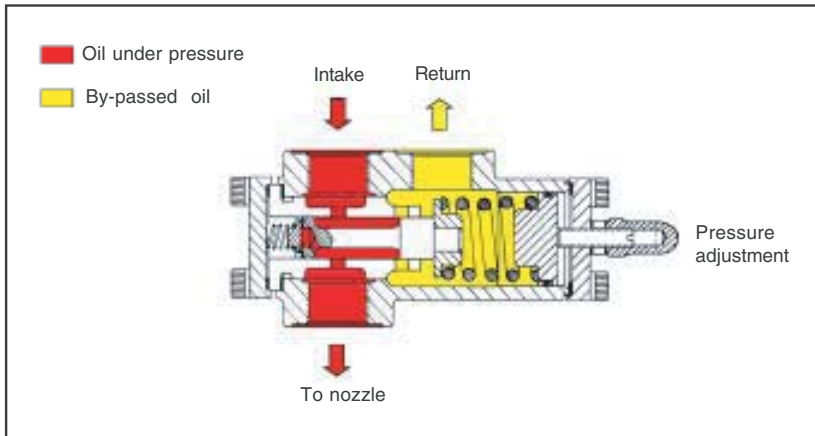 Oil under pressure
By-passed oil
Intake
Return
Pressure
adjustment
To nozzle